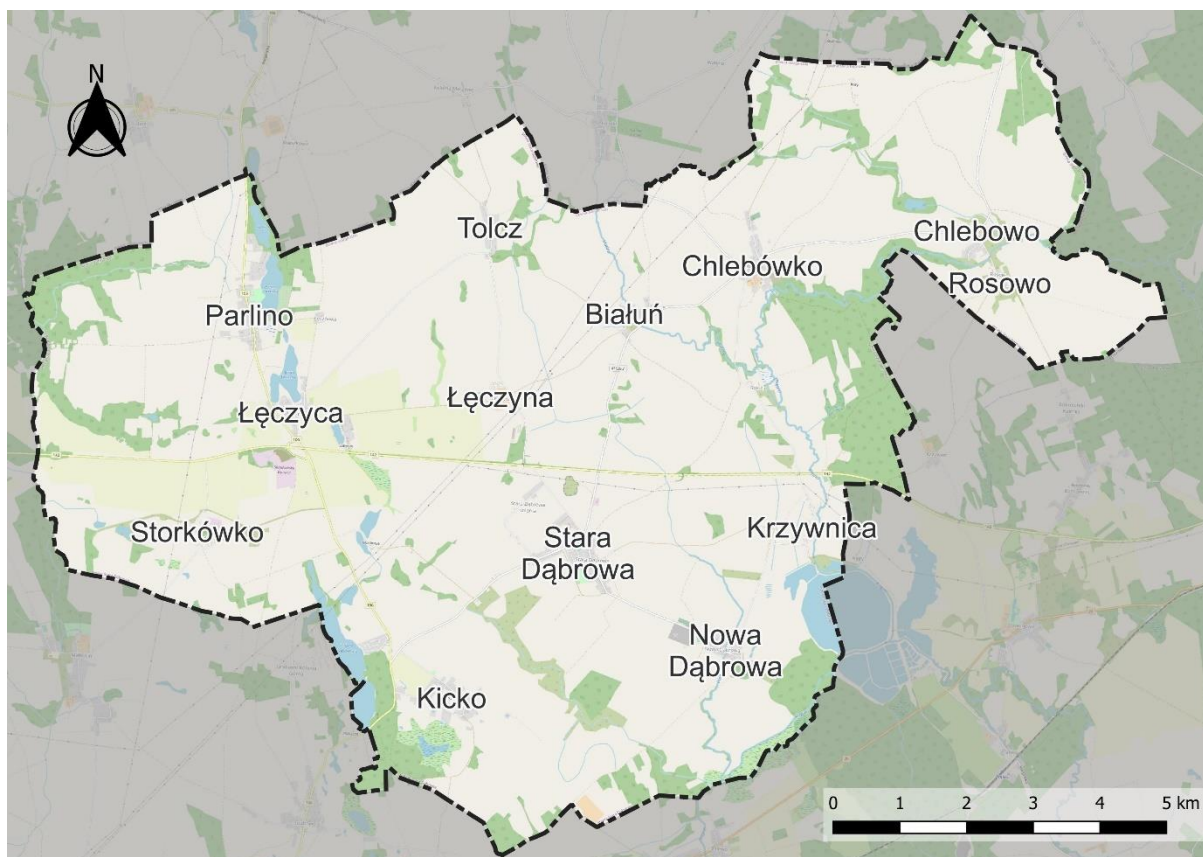 N
Tolcz
Chlebowo
Chlebówko
Rosowo
Parlino
Białuń
Łęczyna
Łęczyca
Storkówko
Stara
Dąbrowa
Krzywnica
Nowa
Dąbrowa
Kicko
0 1 2 3 4 5 km